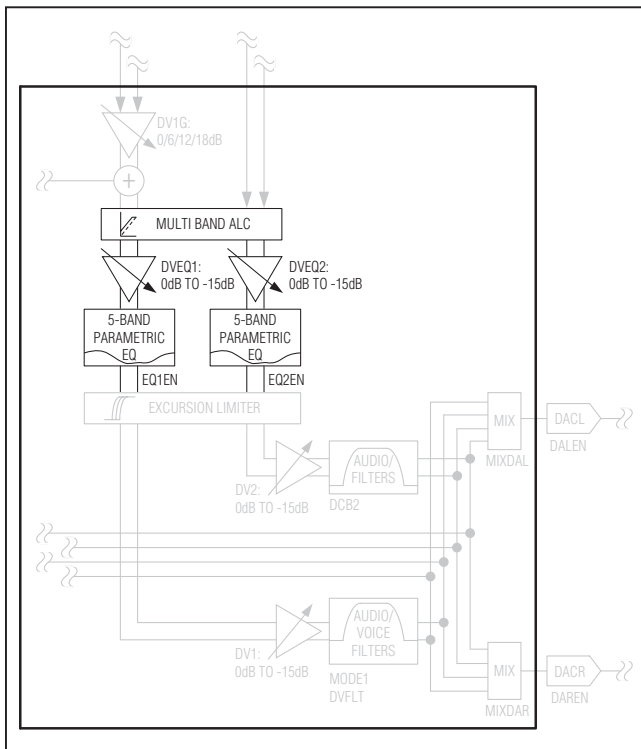 DV1G:
0/6/12/18dB
+
MULTI BAND ALC
DVEQ1:
0dB TO -15dB
DVEQ2:
0dB TO -15dB
5-BAND
PARAMETRIC
EQ
5-BAND
PARAMETRIC
EQ
EQ1EN
EQ2EN
EXCURSION LIMITER
MIX
DACL
MIXDAL
DALEN
DV2:
0dB TO -15dB
AUDIO/
FILTERS
DCB2
DV1:
0dB TO -15dB
AUDIO/
VOICE
FILTERS
MODE1
DVFLT
MIX
DACR
MIXDAR
DAREN